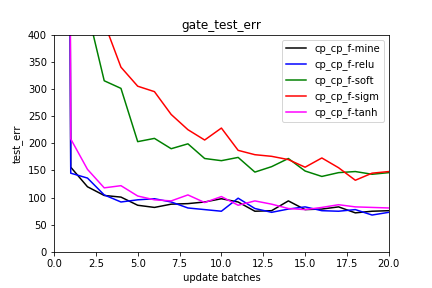 gate_test_err
cp_cp_f-mine
cp_cp_f-relu
cp_cp_f-soft
cp_cp_f-sigm
cp_cp_f-tanh
test_err
400
350
300
250
200
150
100
50
0
0.0 2.5 5.0 7.5 10.0 12.5 15.0 17.5 20.0
update batches